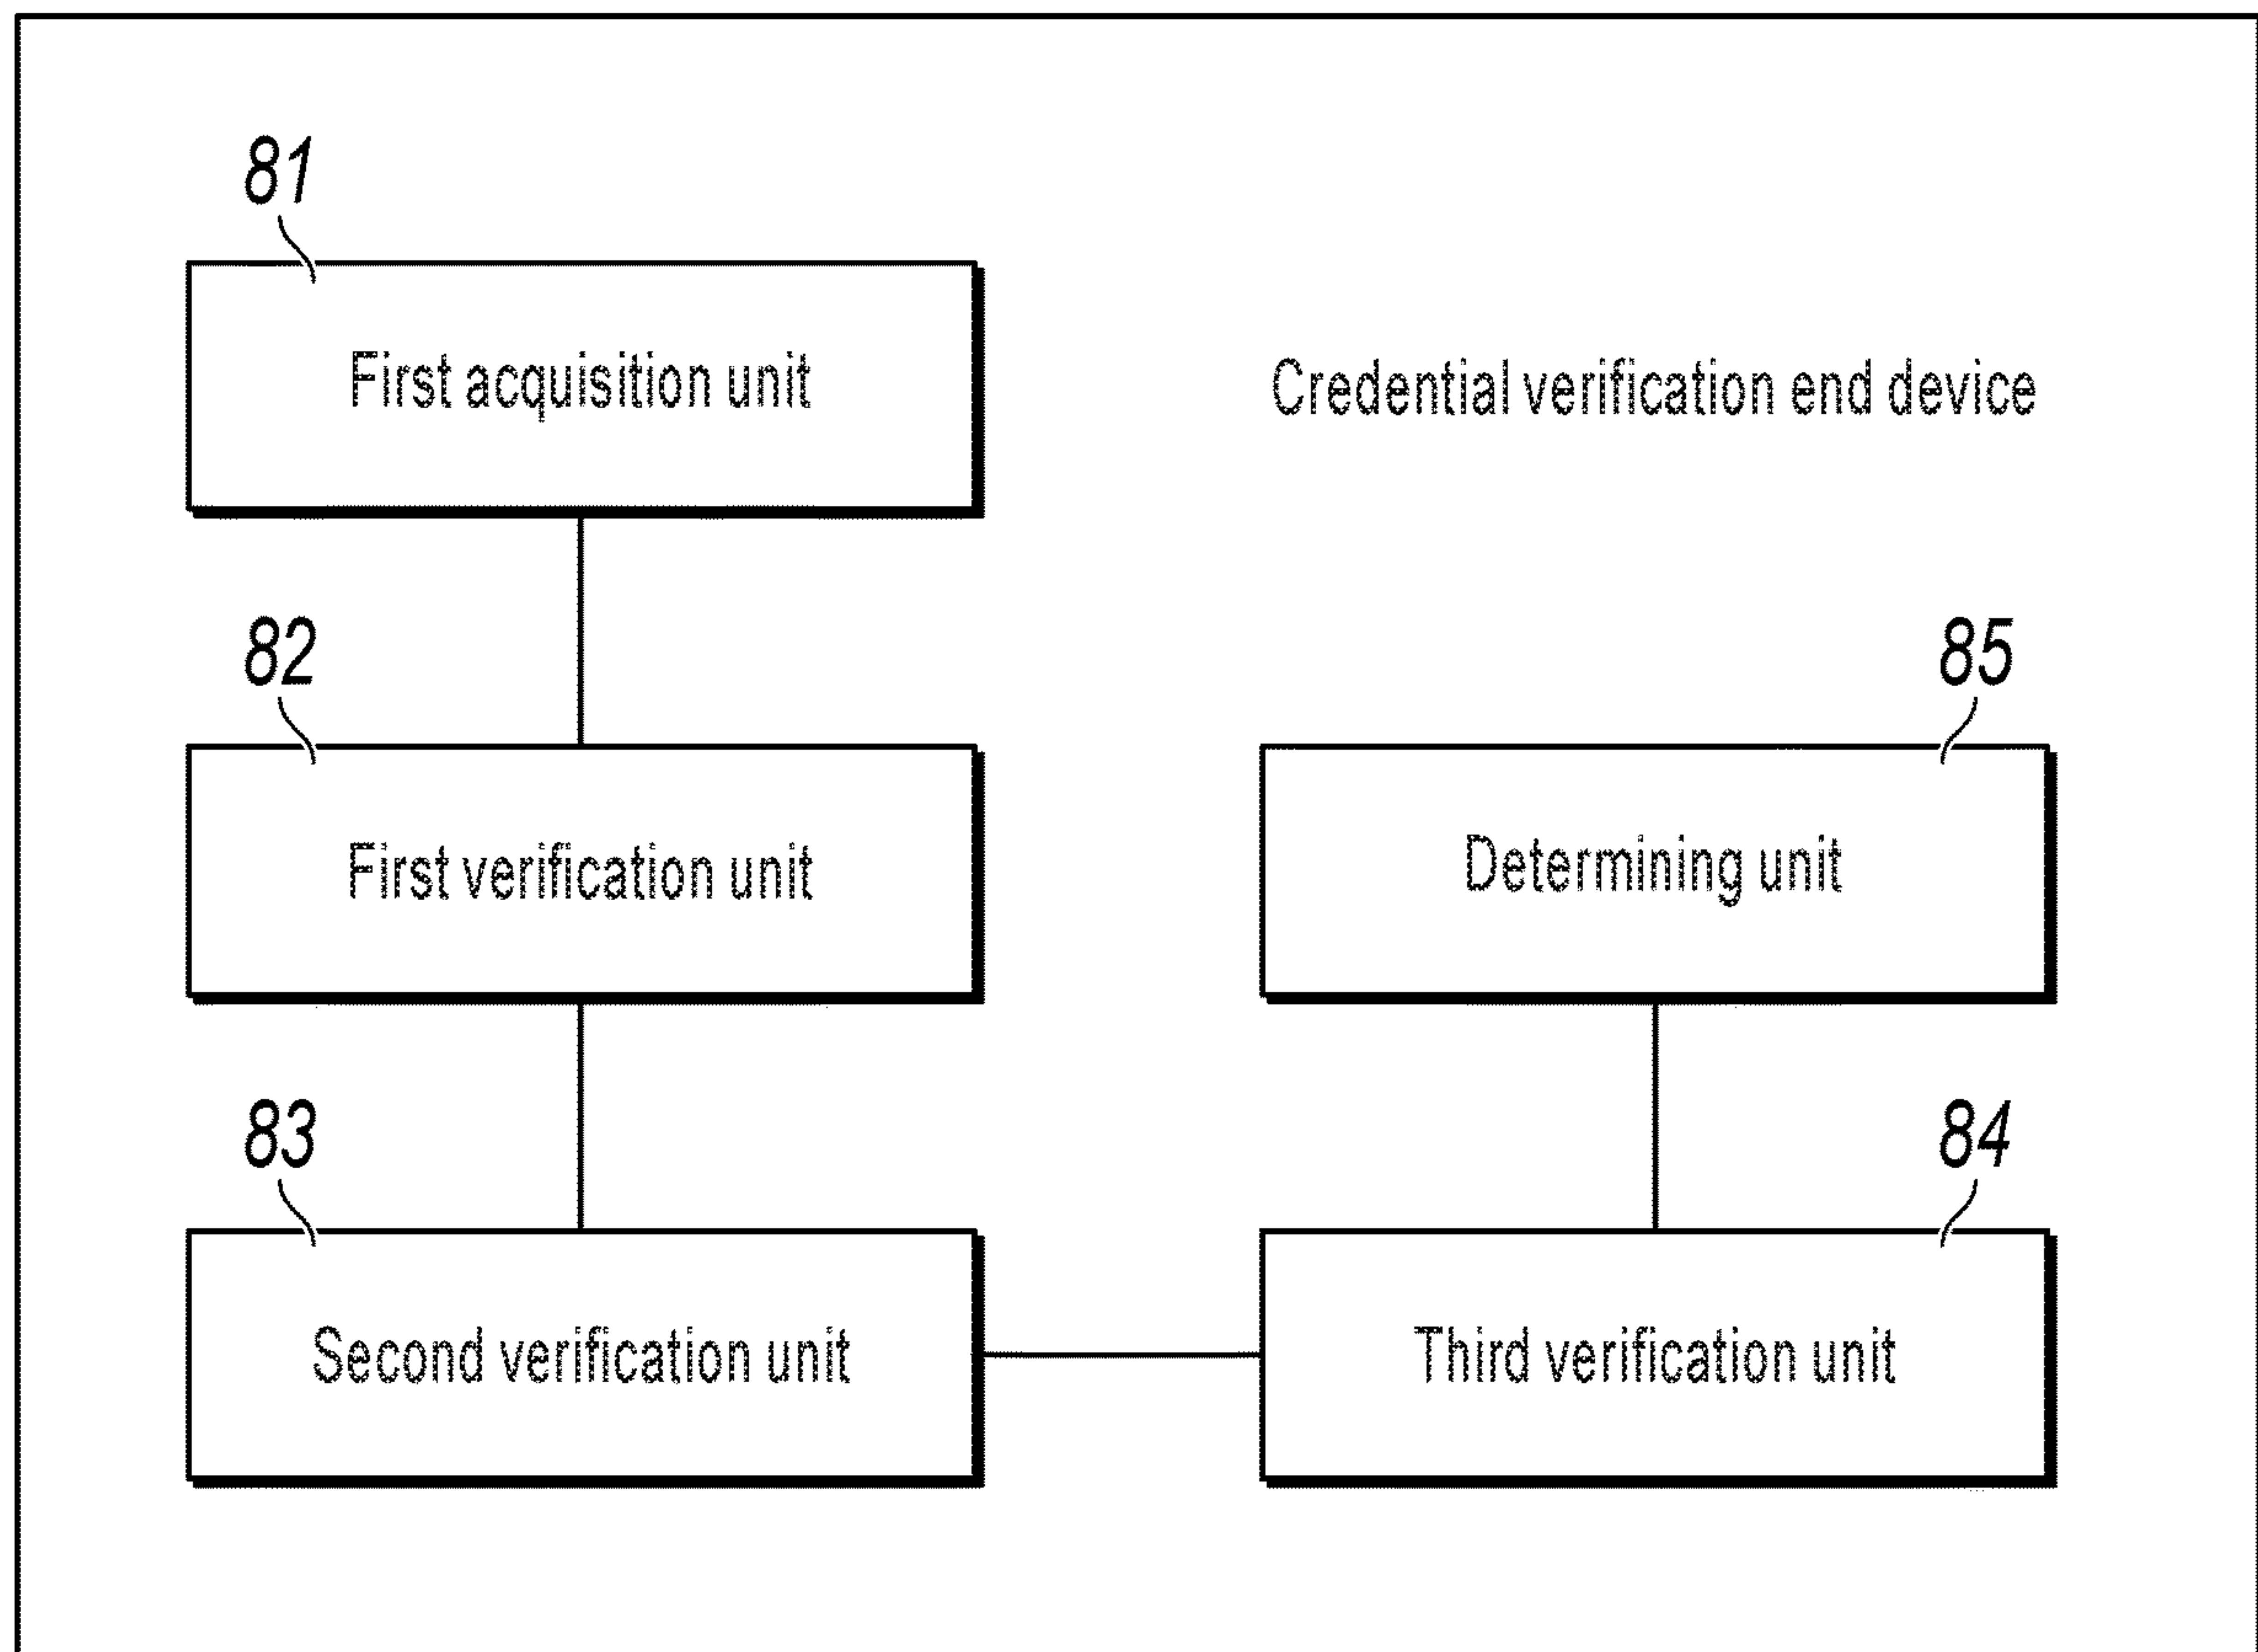 81
First acquisition unit
Credential verification end device
82
First verification unit
85
Determining unit
83
Second verification unit
84
Third verification unit